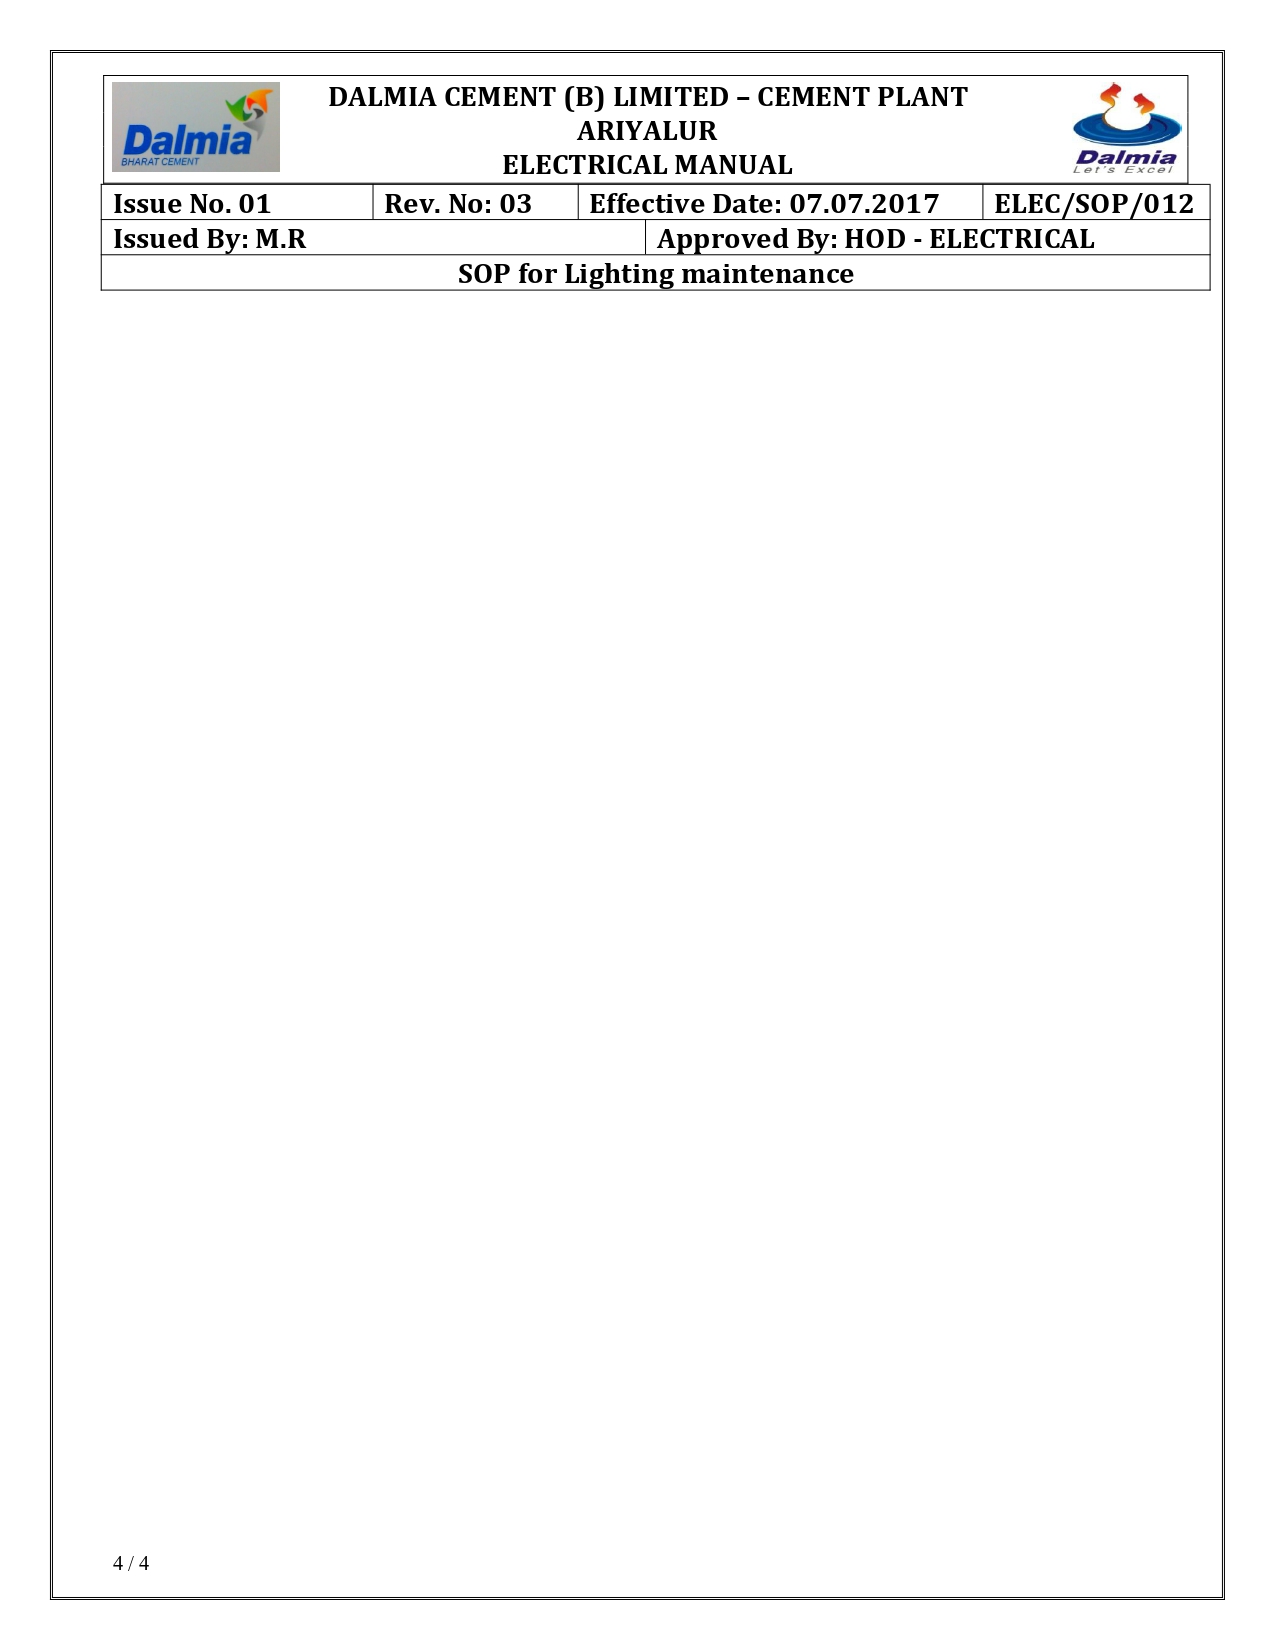 Dalmia
BHARAT CEMENT
DALMIA CEMENT (B) LIMITED – CEMENT PLANT
ARIYALUR
ELECTRICAL MANUAL
Dalmia
Let's Excel
Issue No. 01 Rev. No: 03 Effective Date: 07.07.2017 ELEC/SOP/012
Issued By: M.R Approved By: HOD - ELECTRICAL
SOP for Lighting maintenance
4 / 4